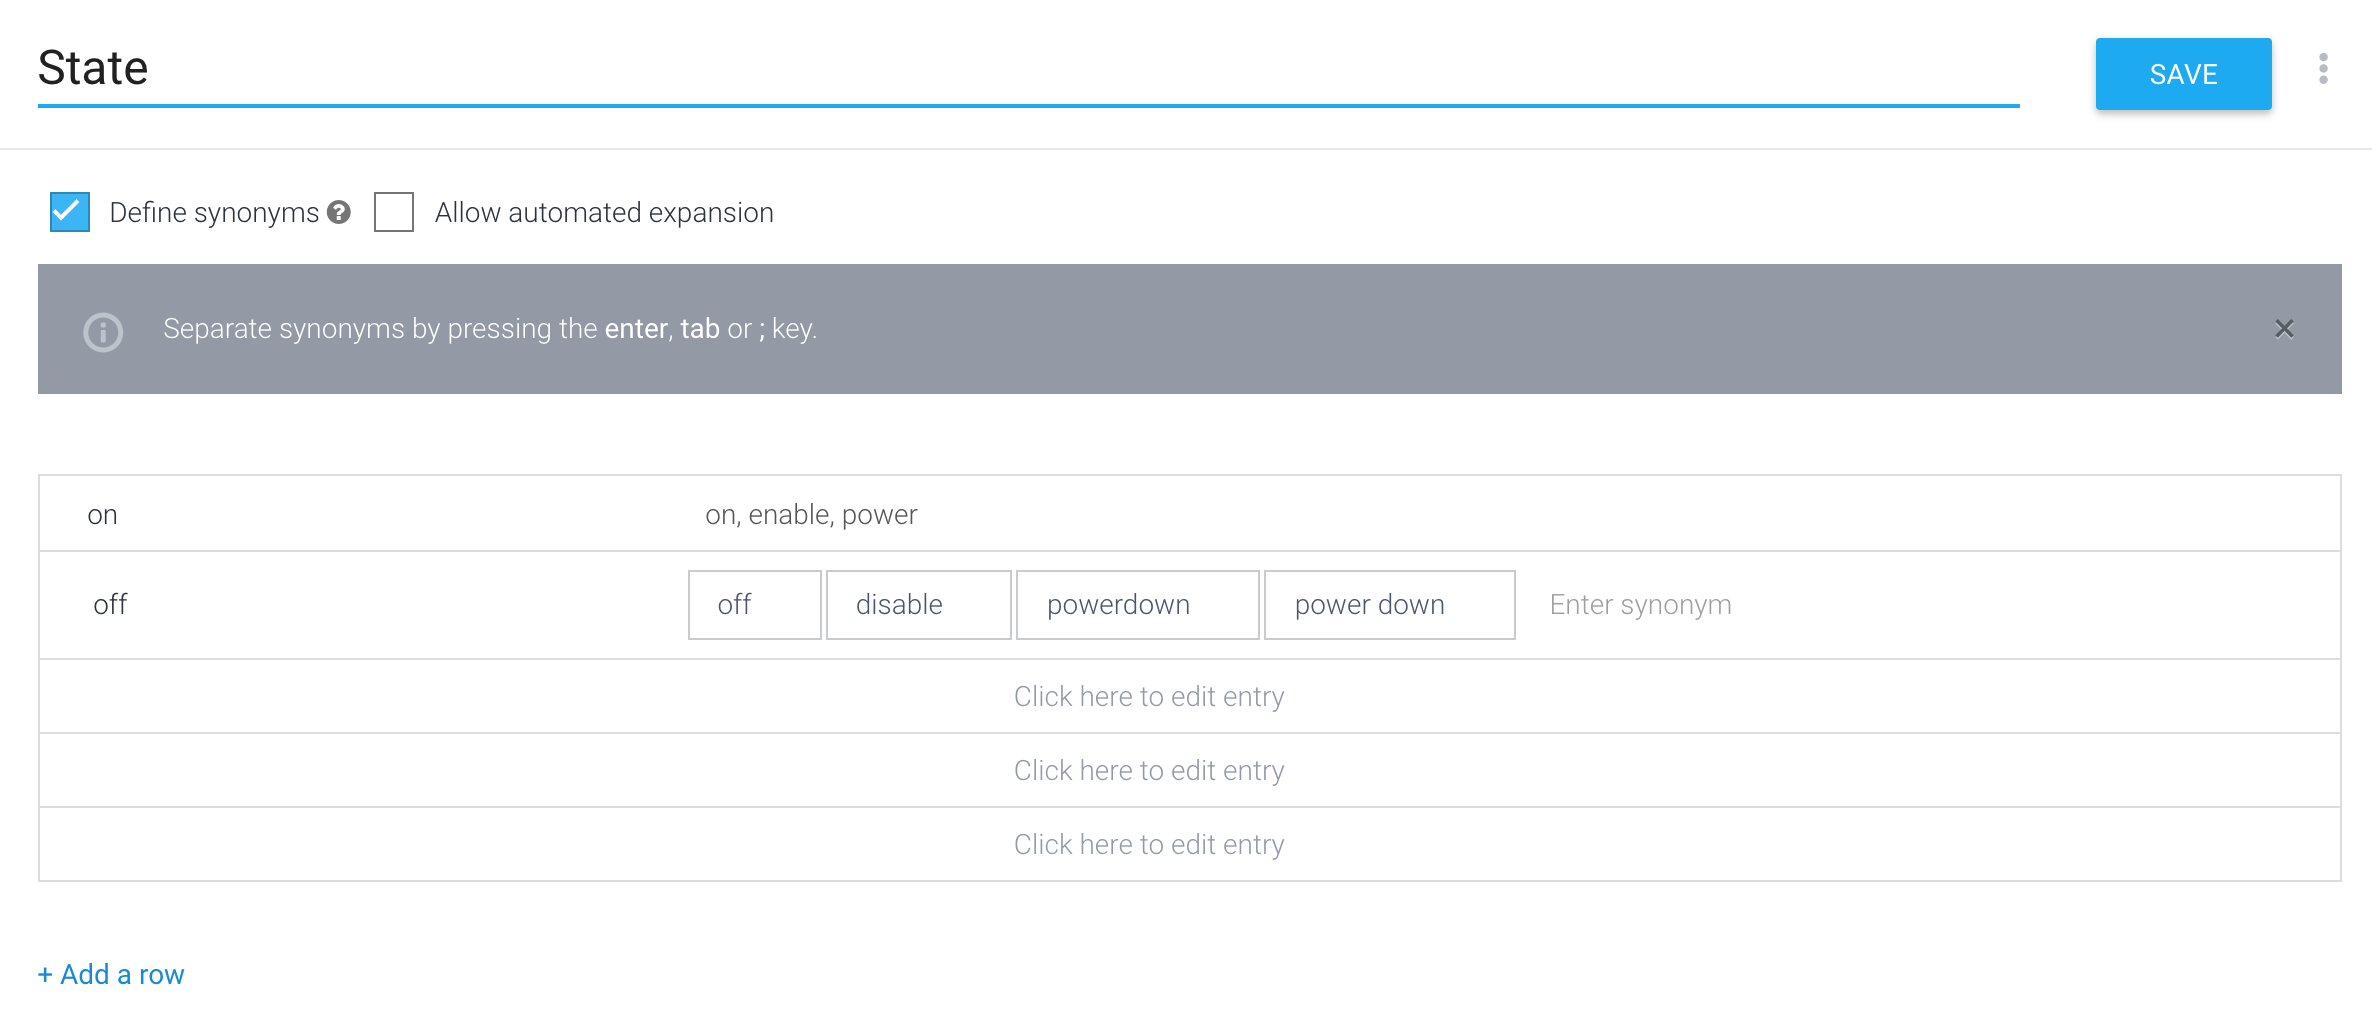 State
SAVE
Define synonyms Allow automated expansion
Separate synonyms by pressing the enter, tab or ; key.
on on, enable, power
off off disable powerdown power down Enter synonym
Click here to edit entry
Click here to edit entry
Click here to edit entry
+ Add a row